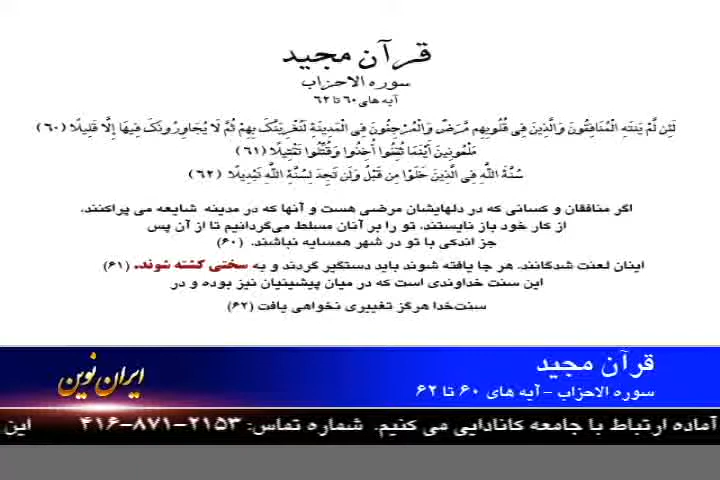 قرآن مجید
سوره الاحزاب
آیه های ۶۰ تا ۶۲
لَئِن لَّمْ يَنتَهِ الْمُنَافِقُونَ وَالَّذِينَ فِي قُلُوبِهِم مَّرَضٌ وَالْمُرْجِفُونَ فِي الْمَدِينَةِ لَنُغْرِيَنَّكَ بِهِمْ ثُمَّ لَا يُجَاوِرُونَكَ فِيهَا إِلَّا قَلِيلًا (۶۰)
مَلْعُونِينَ أَيْنَمَا ثُقِفُوا أُخِذُوا وَقُتِّلُوا تَقْتِيلًا (۶۱)
سُنَّةَ اللَّهِ فِي الَّذِينَ خَلَوْا مِن قَبْلُ وَلَن تَجِدَ لِسُنَّةِ اللَّهِ تَبْدِيلًا (۶۲)
اگر منافقان و کسانی که در دلهایشان مرضی هست و آنها که در مدینه شایعه می پراکنند،
از کار خود باز نایستند، تو را بر آنان مسلط می‌گردانیم تا از آن پس
جز اندکی با تو در شهر همسایه نباشند. (۶۰)
اینان لعنت شدگانند. هر جا یافته شوند باید دستگیر گردند و به سختی کشته شوند. (۶۱)
این سنت خداوندی است که در میان پیشینیان نیز بوده و در
سنت‌خدا هرگز تغییری نخواهی یافت (۶۲)
قرآن مجید
سوره الاحزاب - آیه های ۶۰ تا ۶۲
ایران نوین
آماده ارتباط با جامعه کانادایی می کنیم. شماره تماس: ۲۱۵۳-۸۷۱-۴۱۶ این